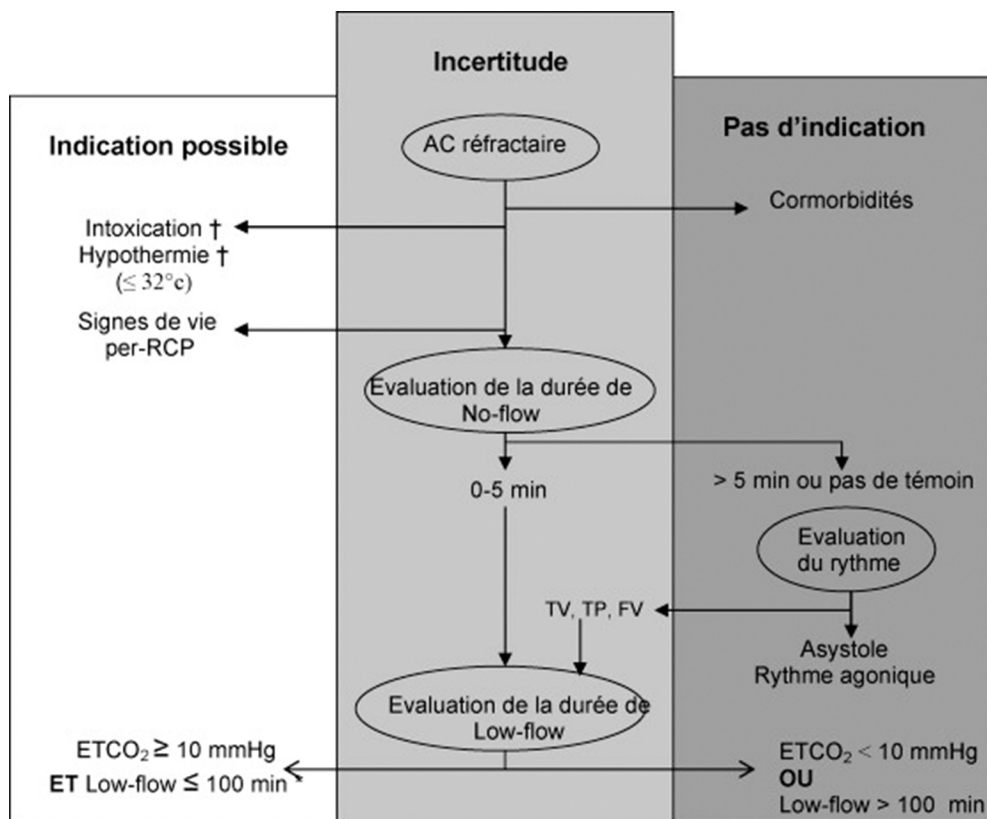 Incertitude
Indication possible
Pas d'indication
AC réfractaire
Cormorbidités
Intoxication †
Hypothermie †
(≤ 32°c)
Signes de vie
per-RCP
Evaluation de la durée de
No-flow
0-5 min
> 5 min ou pas de témoin
Evaluation
du rythme
TV, TP, FV
Asystole
Rythme agonique
Evaluation de la durée de
Low-flow
ETCO₂ ≥ 10 mmHg
ET Low-flow ≤ 100 min *
ETCO₂ < 10 mmHg
OU
Low-flow > 100 min